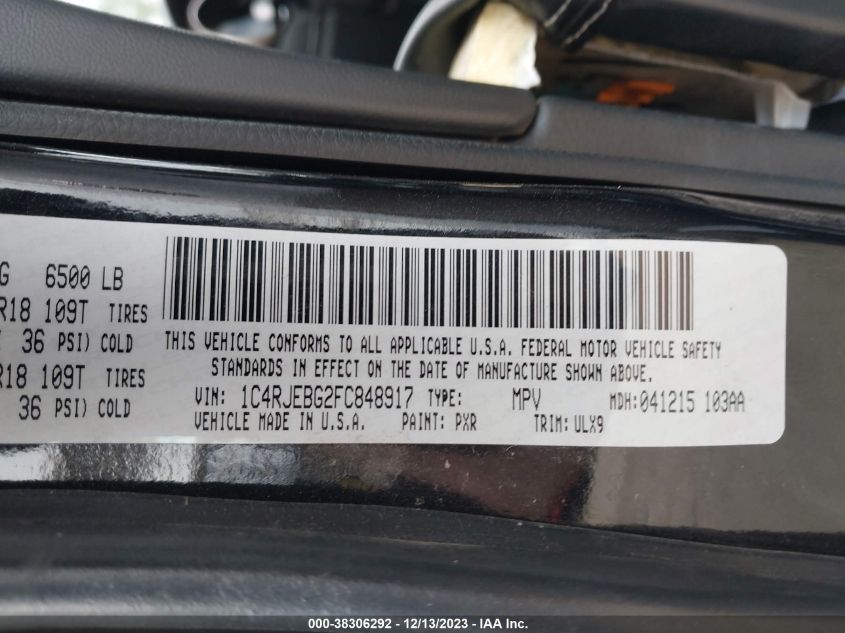 G 6500 LB
R18 109T TIRES
36 PSI) COLD
R18 109T TIRES
36 PSI) COLD
THIS VEHICLE CONFORMS TO ALL APPLICABLE U.S.A. FEDERAL MOTOR VEHICLE SAFETY
STANDARDS IN EFFECT ON THE DATE OF MANUFACTURE SHOWN ABOVE.
VIN: 1C4RJEBG2FC848917 TYPE: MPV MDH:041215 103AA
VEHICLE MADE IN U.S.A. PAINT: PXR TRIM: ULX9
000-38306292 - 12/13/2023 - IAA Inc.